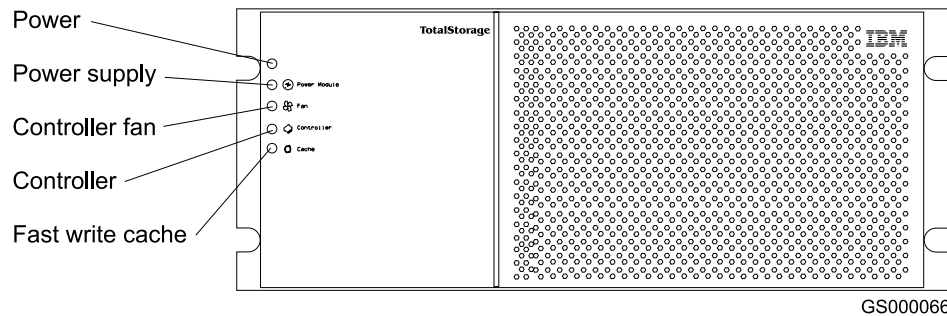 Power
TotalStorage
IBM
Power supply
Power Module
Controller fan
Fan
Controller
Controller
Fast write cache
Cache
GS000066